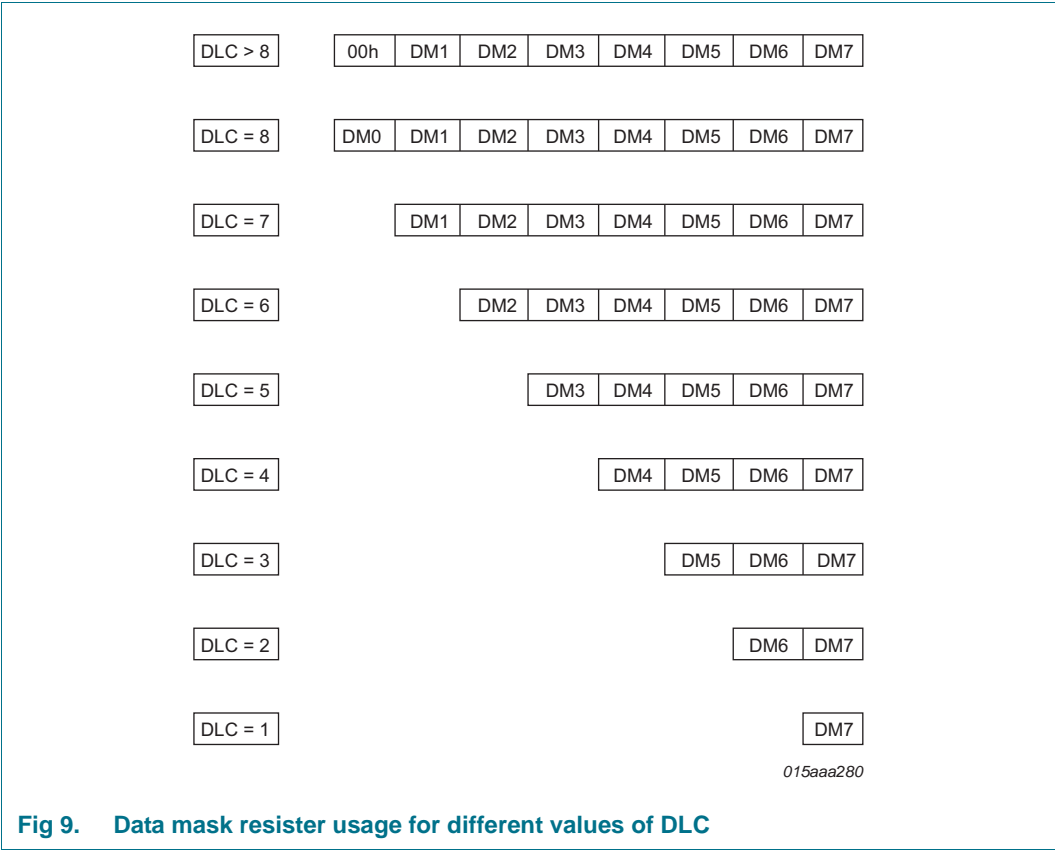 DLC > 8 00h DM1 DM2 DM3 DM4 DM5 DM6 DM7
DLC = 8 DM0 DM1 DM2 DM3 DM4 DM5 DM6 DM7
DLC = 7 DM1 DM2 DM3 DM4 DM5 DM6 DM7
DLC = 6 DM2 DM3 DM4 DM5 DM6 DM7
DLC = 5 DM3 DM4 DM5 DM6 DM7
DLC = 4 DM4 DM5 DM6 DM7
DLC = 3 DM5 DM6 DM7
DLC = 2 DM6 DM7
DLC = 1 DM7
015aaa280
Fig 9. Data mask resister usage for different values of DLC